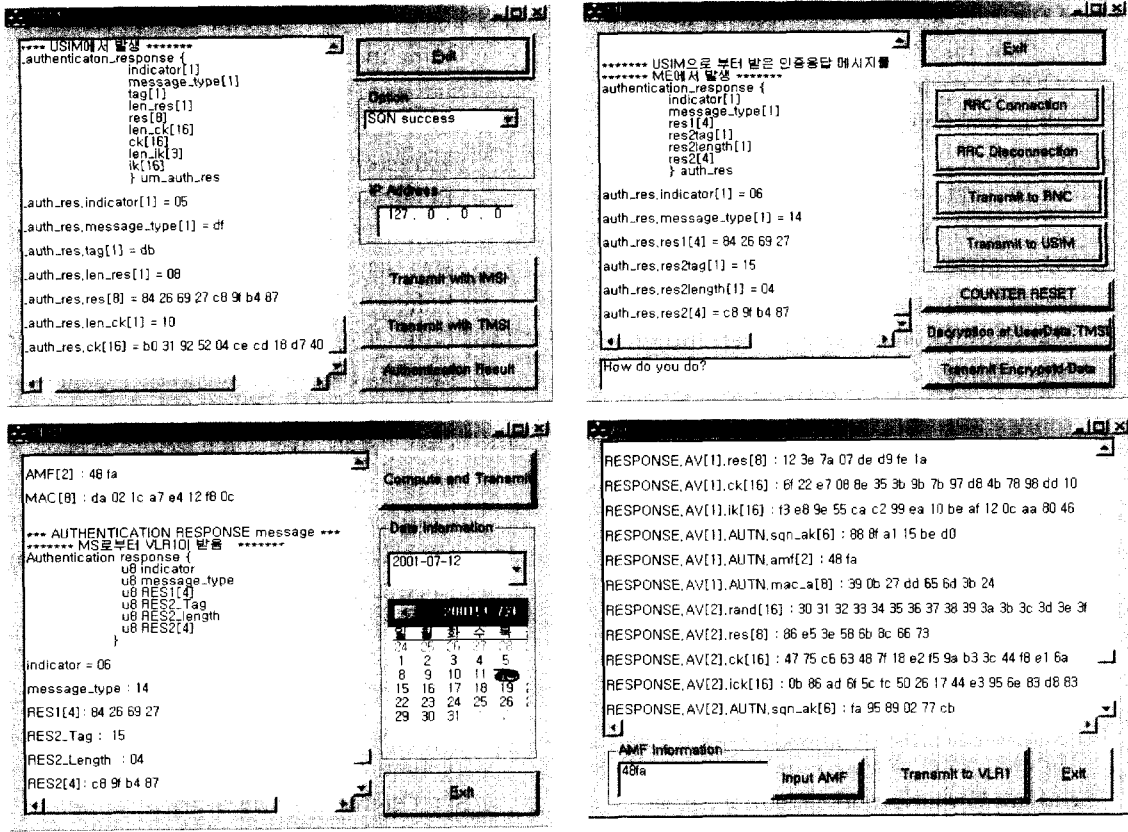 **** USIM에서 발생 *******
_authenticaton_response {
indicator[1]
message_type[1]
tag[1]
len_res[1]
res[8]
len_ck[16]
ck[16]
len_ik[3]
ik[16]
} um_auth_res
_auth_res,indicator[1] = 05
_auth_res,message_type[1] = df
_auth_res,tag[1] = db
_auth_res,len_res[1] = 08
_auth_res,res[8] = 84 26 69 27 c8 9f b4 87
_auth_res,len_ck[1] = 10
_auth_res,ck[16] = b0 31 92 52 04 ce cd 18 d7 40
Exit
Option
SQN success
IP Address
127 . 0 . 0 . 0
Transmit with IMSI
Transmit with TMSI
Authentication Result
******* USIM으로 부터 받은 인증응답 메시지를
******* ME에서 발생 *******
authentication_response {
indicator[1]
message_type[1]
res1[4]
res2tag[1]
res2length[1]
res2[4]
} auth_res
auth_res,indicator[1] = 06
auth_res,message_type[1] = 14
auth_res,res1[4] = 84 26 69 27
auth_res,res2tag[1] = 15
auth_res,res2length[1] = 04
auth_res,res2[4] = c8 9f b4 87
How do you do?
Exit
RRC Connection
RRC Disconnection
Transmit to RNC
Transmit to USIM
COUNTER RESET
Decryption of UserData:TMSI
Transmit Encryptd-Data
AMF[2] : 48 fa
MAC[8] : da 02 1c a7 e4 12 f8 0c
*** AUTHENTICATION RESPONSE message ***
******* MS로부터 VLR1이 받음 *******
Authentication response {
u8 indicator
u8 message_type
u8 RES1[4]
u8 RES2_Tag
u8 RES2_length
u8 RES2[4]
}
indicator = 06
message_type : 14
RES1[4]: 84 26 69 27
RES2_Tag : 15
RES2_Length : 04
RES2[4]: c8 9f b4 87
Compute and Transmit
Date Information
2001-07-12
일 월 화 수 목
24 25 26 27 28
1 2 3 4 5
8 9 10 11 12
15 16 17 18 19
22 23 24 25 26
29 30 31
Exit
RESPONSE,AV[1],res[8] : 12 3e 7a 07 de d9 fe 1a
RESPONSE,AV[1],ck[16] : 6f 22 e7 08 8e 35 3b 9b 7b 97 d8 4b 78 98 dd 10
RESPONSE,AV[1],ik[16] : f3 e8 9e 55 ca c2 99 ea 10 be af 12 0c aa 80 46
RESPONSE,AV[1],AUTN,sqn_ak[6] : 88 8f a1 15 be d0
RESPONSE,AV[1],AUTN,amf[2] : 48 fa
RESPONSE,AV[1],AUTN,mac_a[8] : 39 0b 27 dd 65 6d 3b 24
RESPONSE,AV[2],rand[16] : 30 31 32 33 34 35 36 37 38 39 3a 3b 3c 3d 3e 3f
RESPONSE,AV[2],res[8] : 86 e5 3e 58 6b 8c 66 73
RESPONSE,AV[2],ck[16] : 47 75 c6 63 48 7f 18 e2 f5 9a b3 3c 44 f8 e1 6a
RESPONSE,AV[2],ick[16] : 0b 86 ad 6f 5c fc 50 26 17 44 e3 95 6e 83 d8 83
RESPONSE,AV[2],AUTN,sqn_ak[6] : fa 95 89 02 77 cb
AMF Information
48fa
Input AMF
Transmit to VLR1
Exit